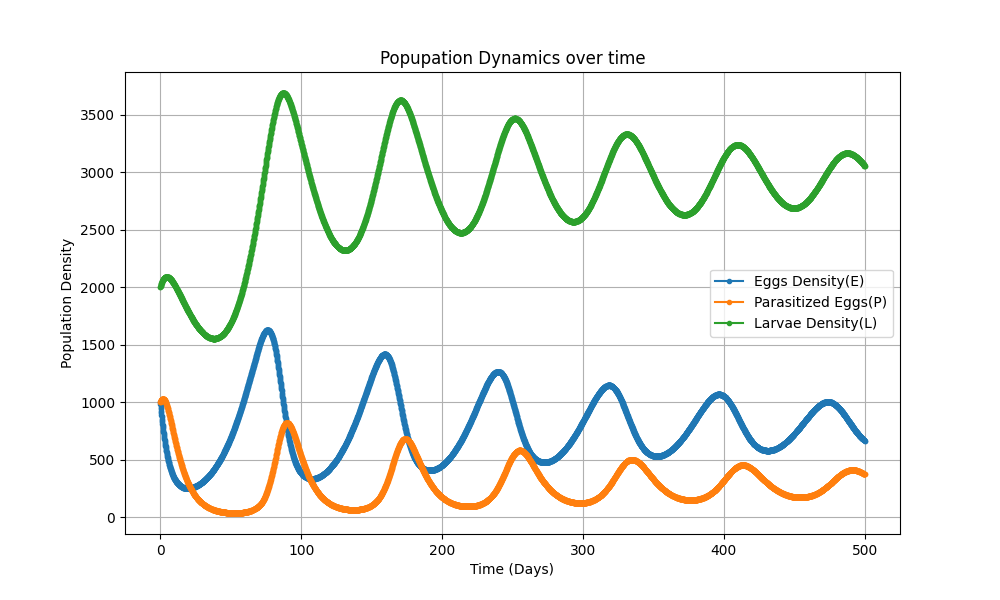 Popupation Dynamics over time
Population Density
3500
3000
2500
2000
1500
1000
500
0
Eggs Density(E)
Parasitized Eggs(P)
Larvae Density(L)
0 100 200 300 400 500
Time (Days)